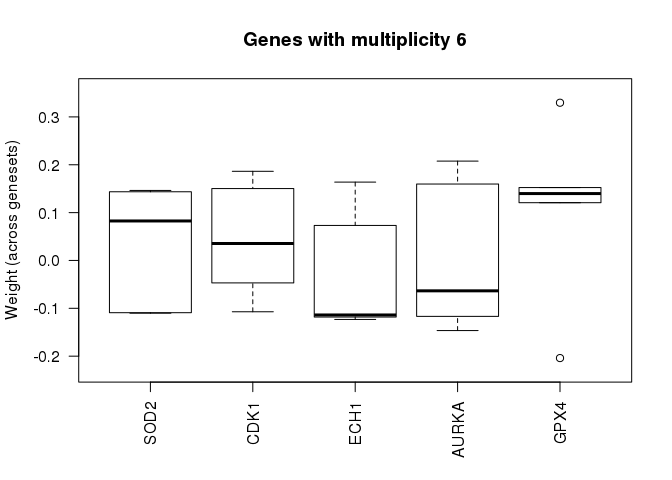 Genes with multiplicity 6
Weight (across genesets)
0.3
0.2
0.1
0.0
-0.1
-0.2
SOD2
CDK1
ECH1
AURKA
GPX4